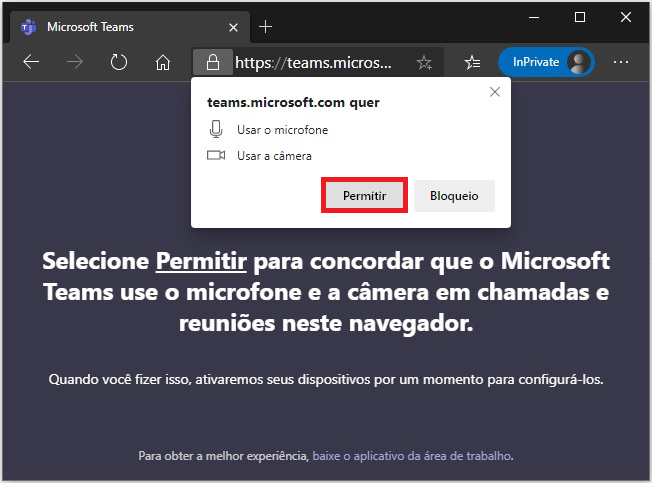 Microsoft Teams
https://teams.micros...
InPrivate
teams.microsoft.com quer
Usar o microfone
Usar a câmera
Permitir
Bloqueio
Selecione Permitir para concordar que o Microsoft
Teams use o microfone e a câmera em chamadas e
reuniões neste navegador.
Quando você fizer isso, ativaremos seus dispositivos por um momento para configurá-los.
Para obter a melhor experiência, baixe o aplicativo da área de trabalho.